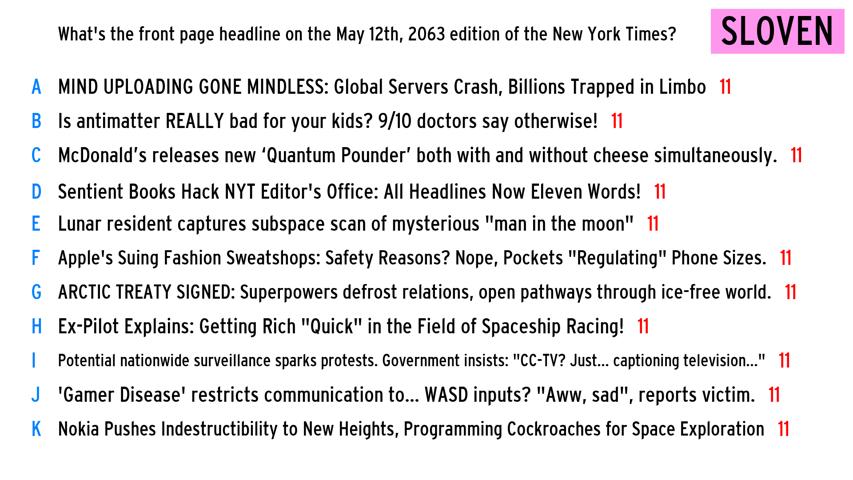 What's the front page headline on the May 12th, 2063 edition of the New York Times?
SLOVEN
A MIND UPLOADING GONE MINDLESS: Global Servers Crash, Billions Trapped in Limbo 11
B Is antimatter REALLY bad for your kids? 9/10 doctors say otherwise! 11
C McDonald’s releases new ‘Quantum Pounder’ both with and without cheese simultaneously. 11
D Sentient Books Hack NYT Editor's Office: All Headlines Now Eleven Words! 11
E Lunar resident captures subspace scan of mysterious "man in the moon" 11
F Apple's Suing Fashion Sweatshops: Safety Reasons? Nope, Pockets "Regulating" Phone Sizes. 11
G ARCTIC TREATY SIGNED: Superpowers defrost relations, open pathways through ice-free world. 11
H Ex-Pilot Explains: Getting Rich "Quick" in the Field of Spaceship Racing! 11
I Potential nationwide surveillance sparks protests. Government insists: "CC-TV? Just... captioning television..." 11
J 'Gamer Disease' restricts communication to... WASD inputs? "Aww, sad", reports victim. 11
K Nokia Pushes Indestructibility to New Heights, Programming Cockroaches for Space Exploration 11